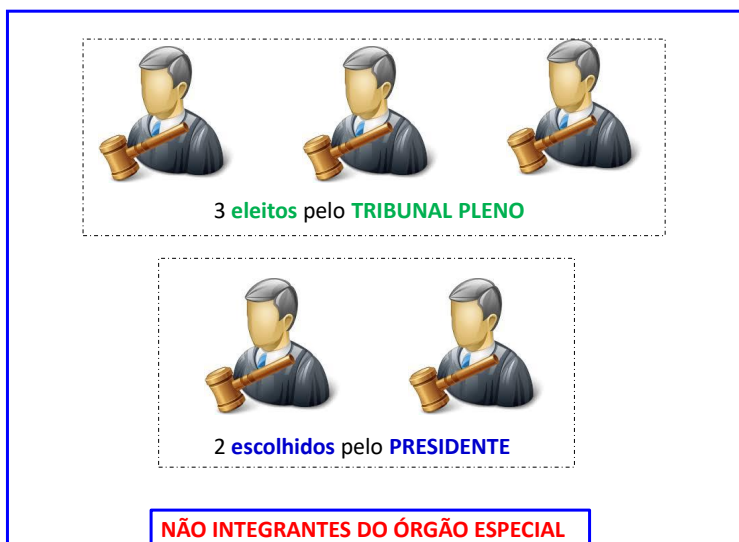 3 eleitos pelo TRIBUNAL PLENO
2 escolhidos pelo PRESIDENTE
NÃO INTEGRANTES DO ÓRGÃO ESPECIAL